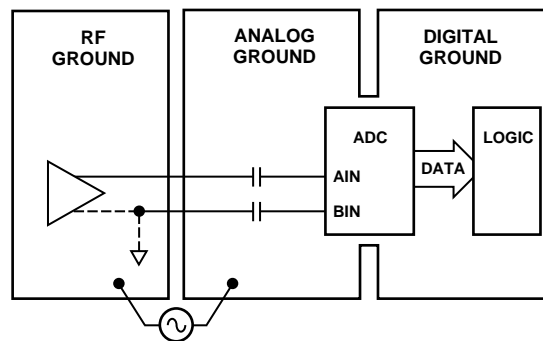 RF
GROUND
ANALOG
GROUND
DIGITAL
GROUND
ADC
LOGIC
AIN
DATA
BIN